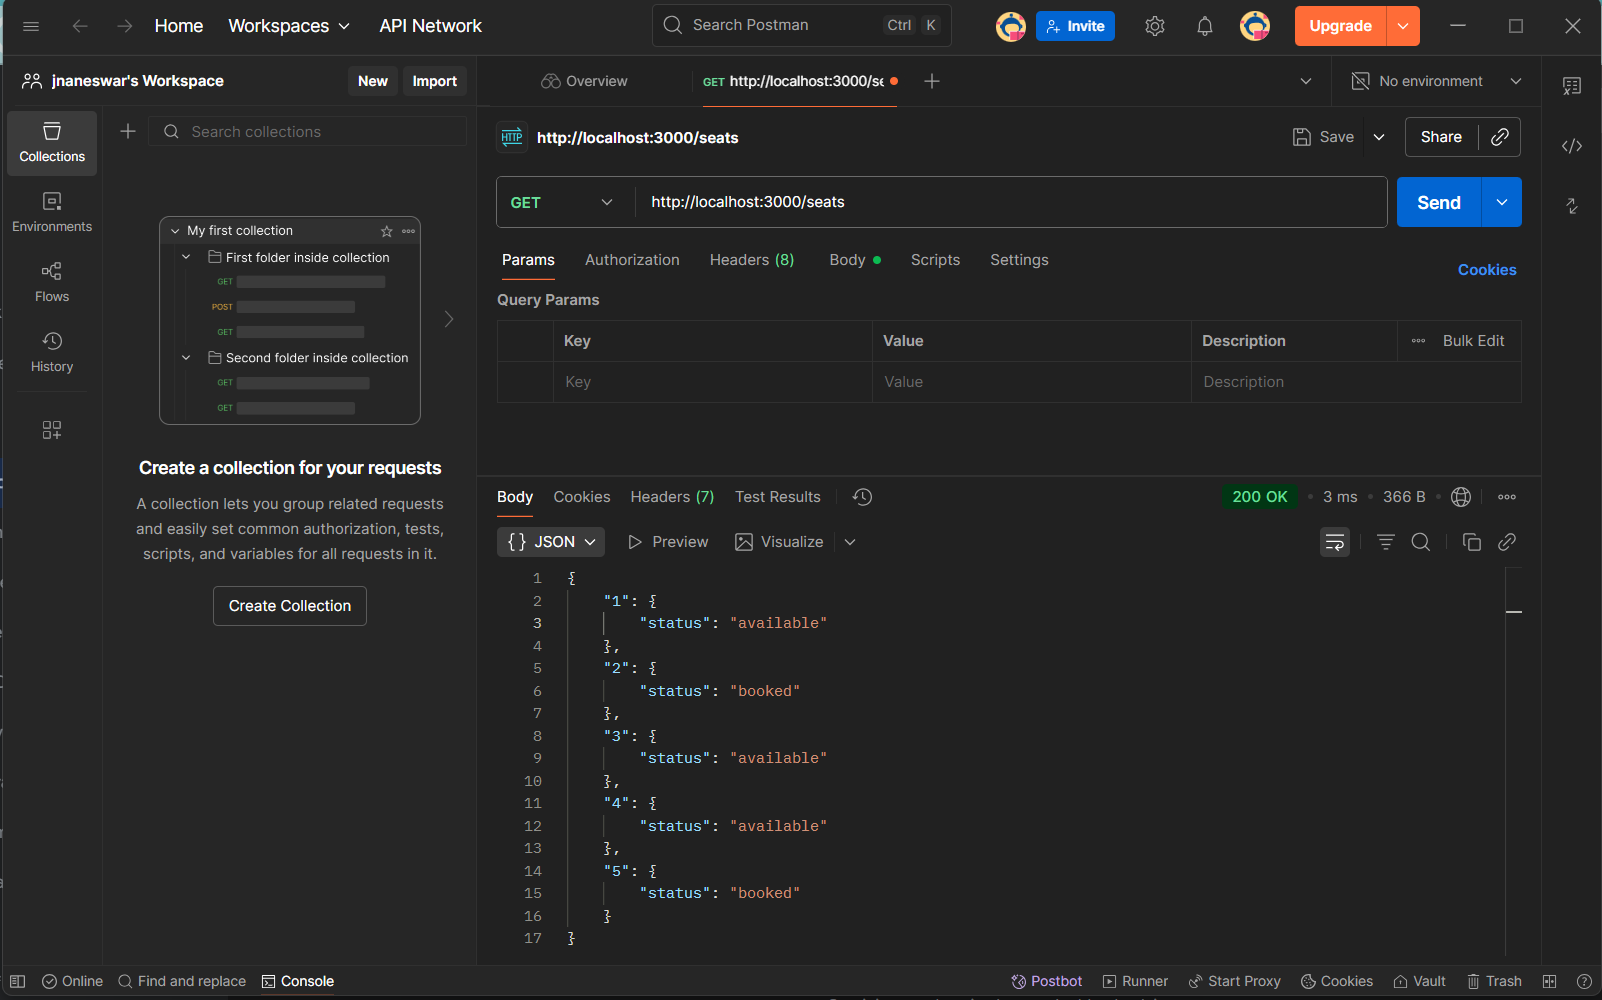 Home Workspaces API Network Search Postman Ctrl K Invite Upgrade
jnaneswar's Workspace New Import
Overview GET http://localhost:3000/se No environment
Collections
Environments
Flows
History
Search collections
My first collection
First folder inside collection
GET
POST
GET
Second folder inside collection
GET
GET
Create a collection for your requests
A collection lets you group related requests
and easily set common authorization, tests,
scripts, and variables for all requests in it.
Create Collection
HTTP http://localhost:3000/seats Save Share
GET http://localhost:3000/seats Send
Params Authorization Headers (8) Body Scripts Settings Cookies
Query Params
Key Value Description Bulk Edit
Key Value Description
Body Cookies Headers (7) Test Results 200 OK 3 ms 366 B
{} JSON Preview Visualize
1 {
2 "1": {
3 "status": "available"
4 },
5 "2": {
6 "status": "booked"
7 },
8 "3": {
9 "status": "available"
10 },
11 "4": {
12 "status": "available"
13 },
14 "5": {
15 "status": "booked"
16 }
17 }
Online Find and replace Console Postbot Runner Start Proxy Cookies Vault Trash